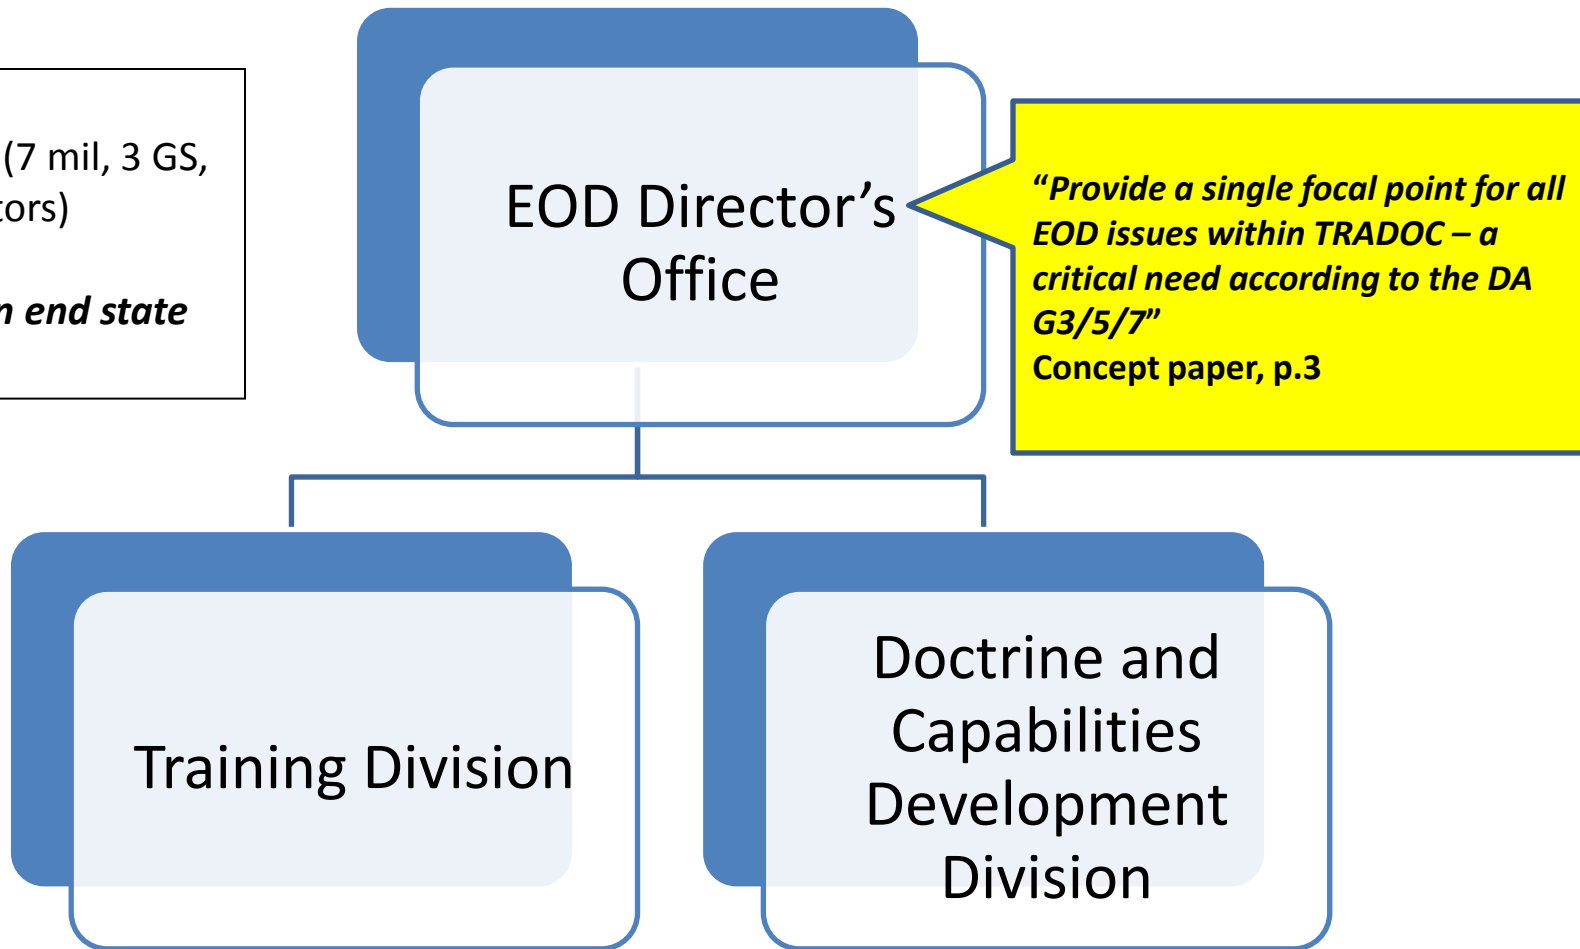 (7 mil, 3 GS,
tors)
n end state
EOD Director’s
Office
“Provide a single focal point for all
EOD issues within TRADOC – a
critical need according to the DA
G3/5/7”
Concept paper, p.3
Training Division
Doctrine and
Capabilities
Development
Division